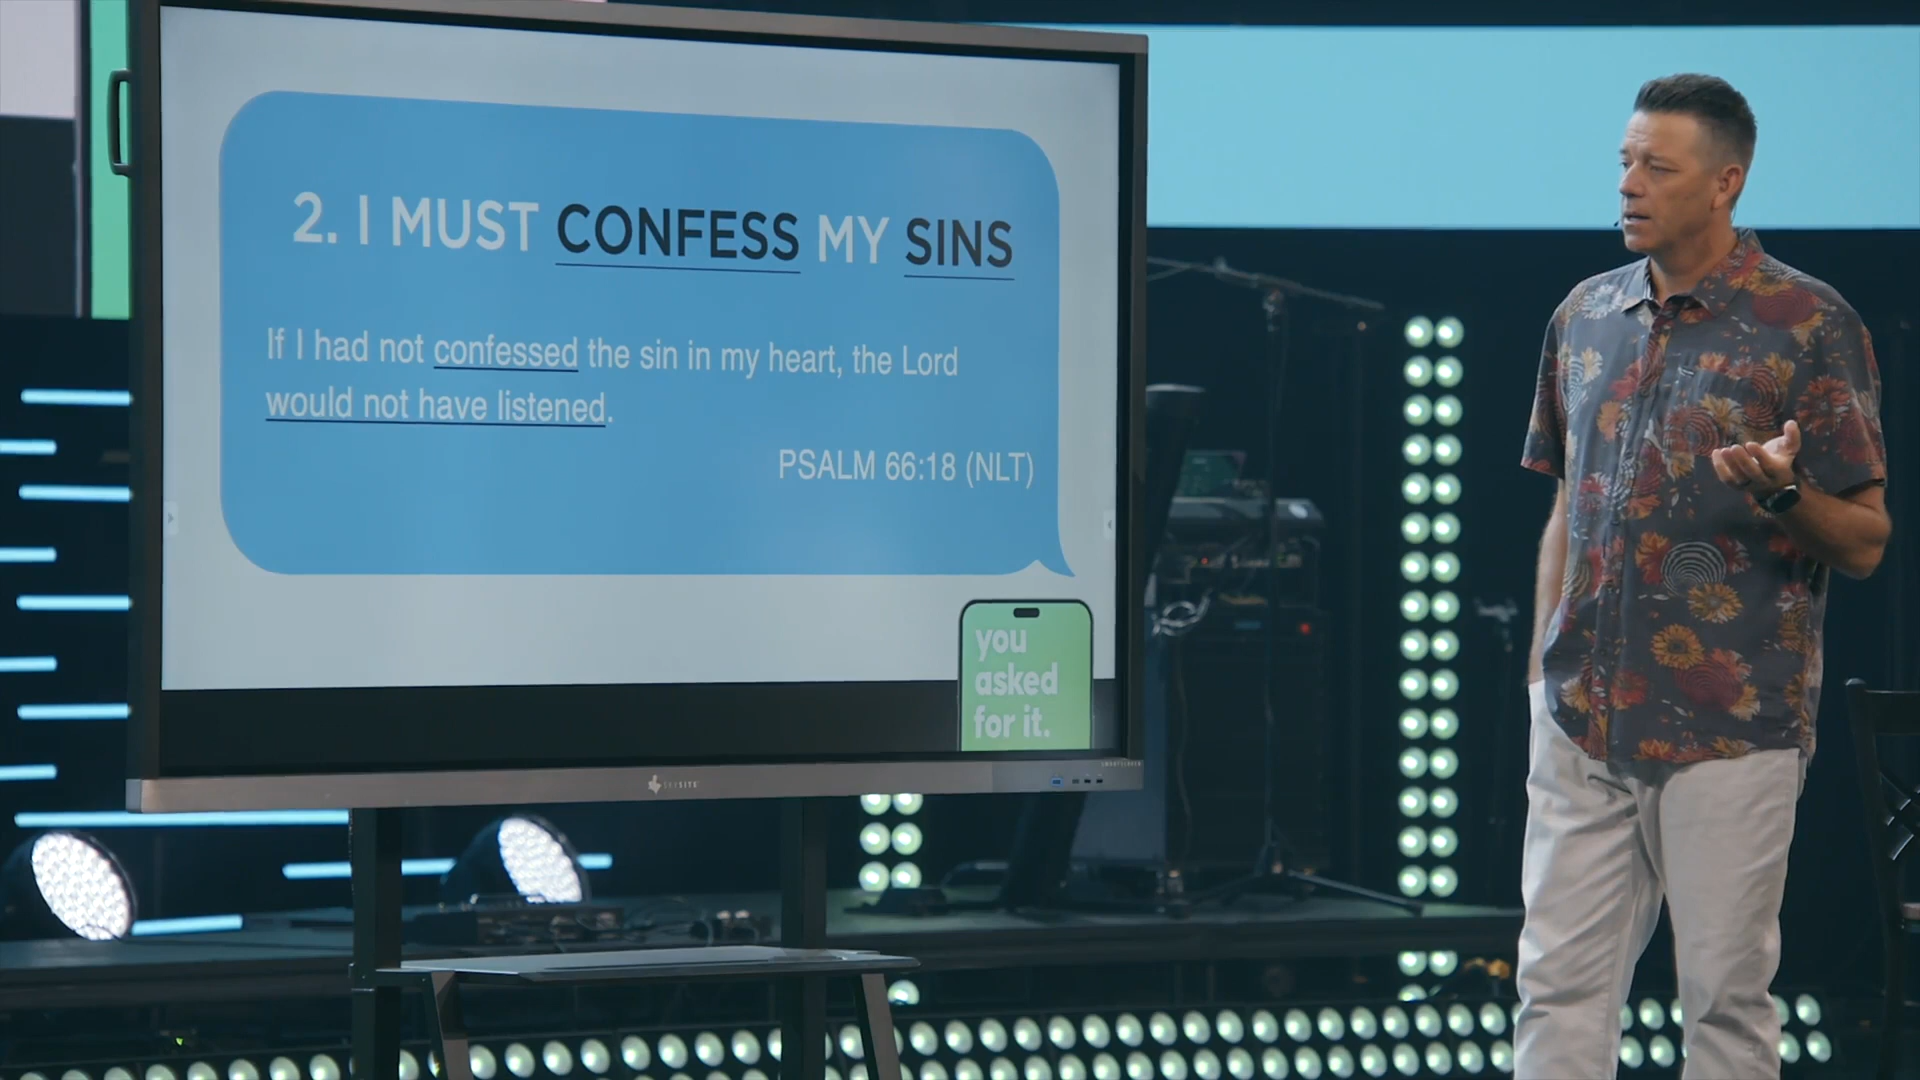 2. I MUST CONFESS MY SINS
If I had not confessed the sin in my heart, the Lord
would not have listened.
PSALM 66:18 (NLT)
you
asked
for it.